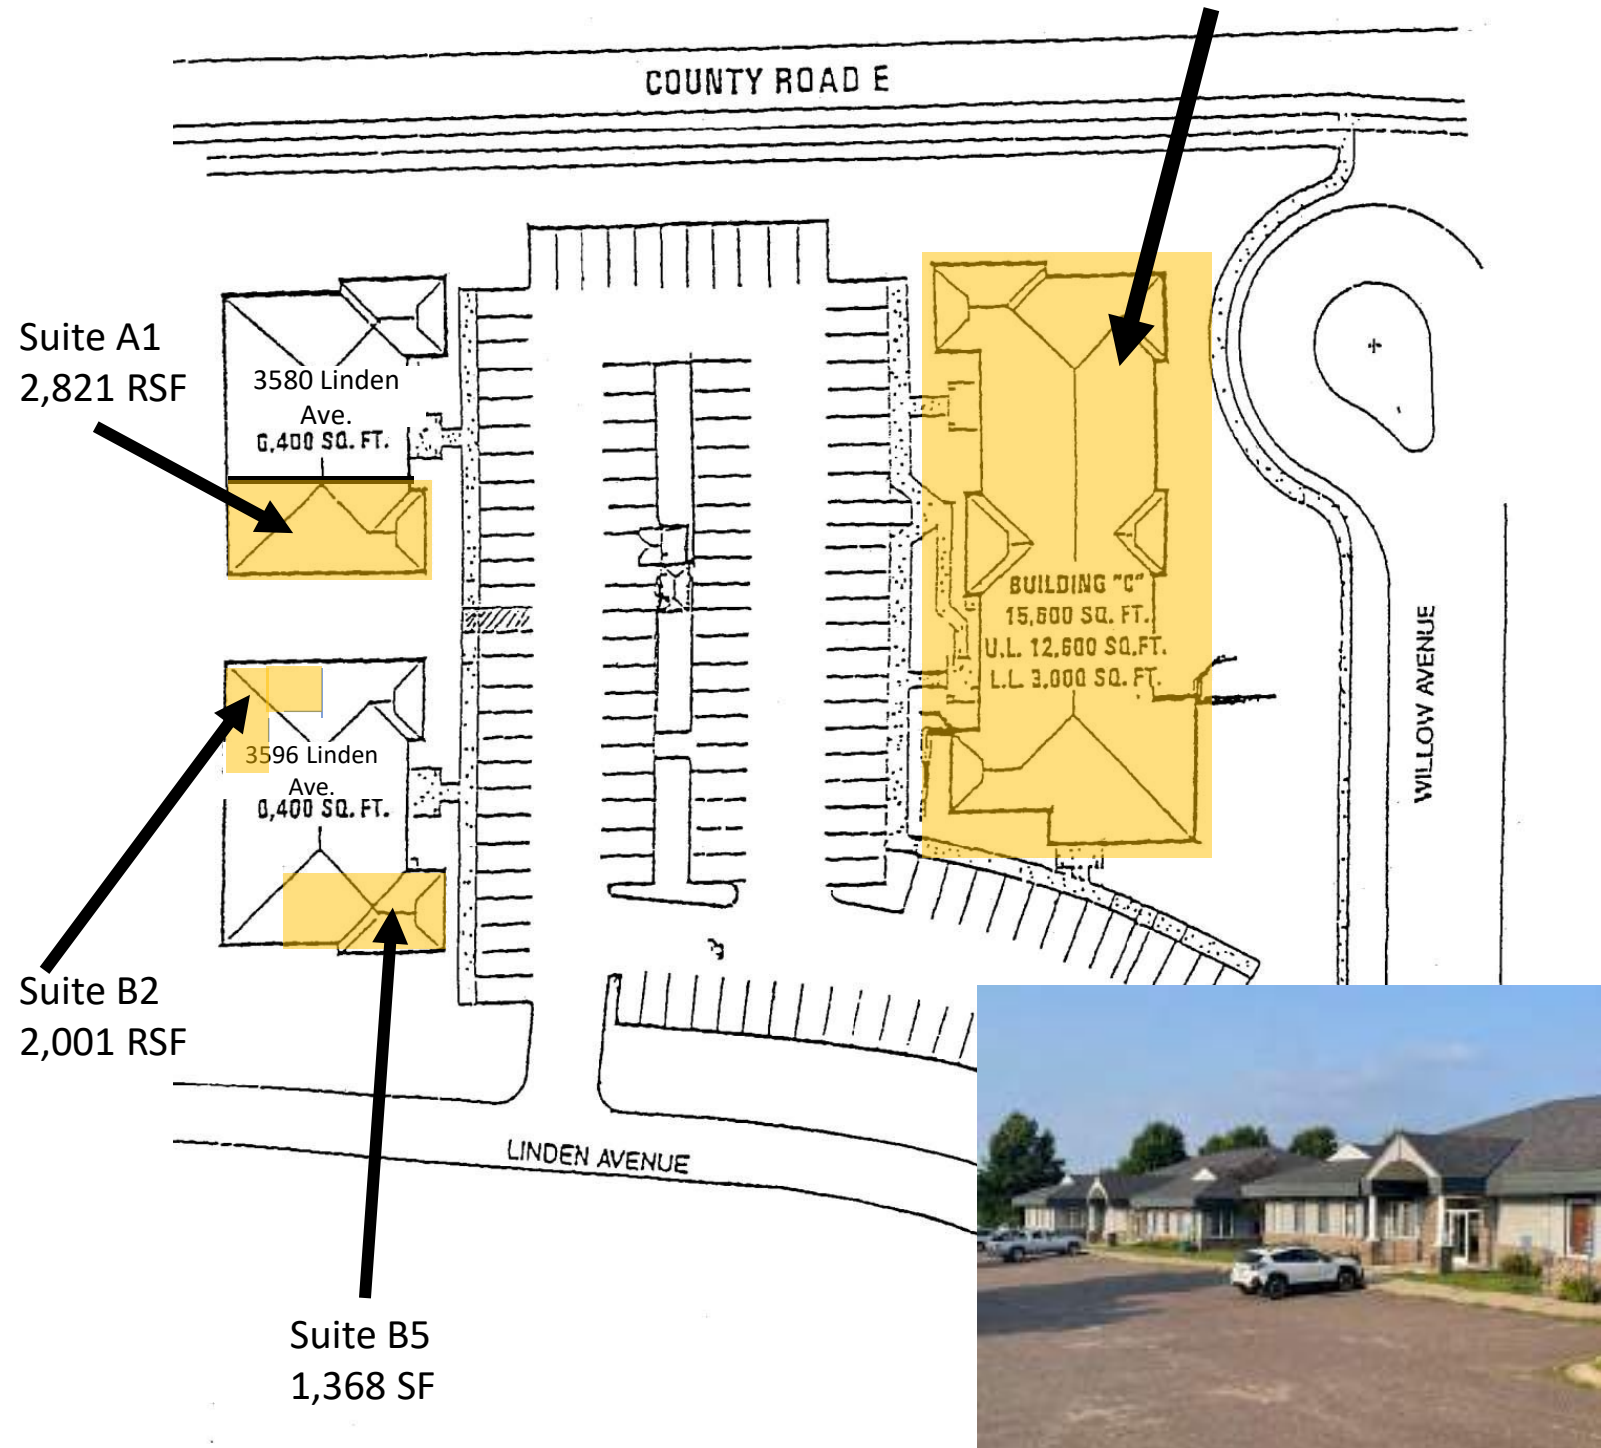 COUNTY ROAD E
Suite A1
2,821 RSF
3580 Linden
Ave.
6,400 SQ. FT.
BUILDING "C"
15,600 SQ. FT.
U.L. 12,600 SQ.FT.
L.L. 3,000 SQ. FT.
WILLOW AVENUE
3596 Linden
Ave.
6,400 SQ. FT.
Suite B2
2,001 RSF
LINDEN AVENUE
Suite B5
1,368 SF